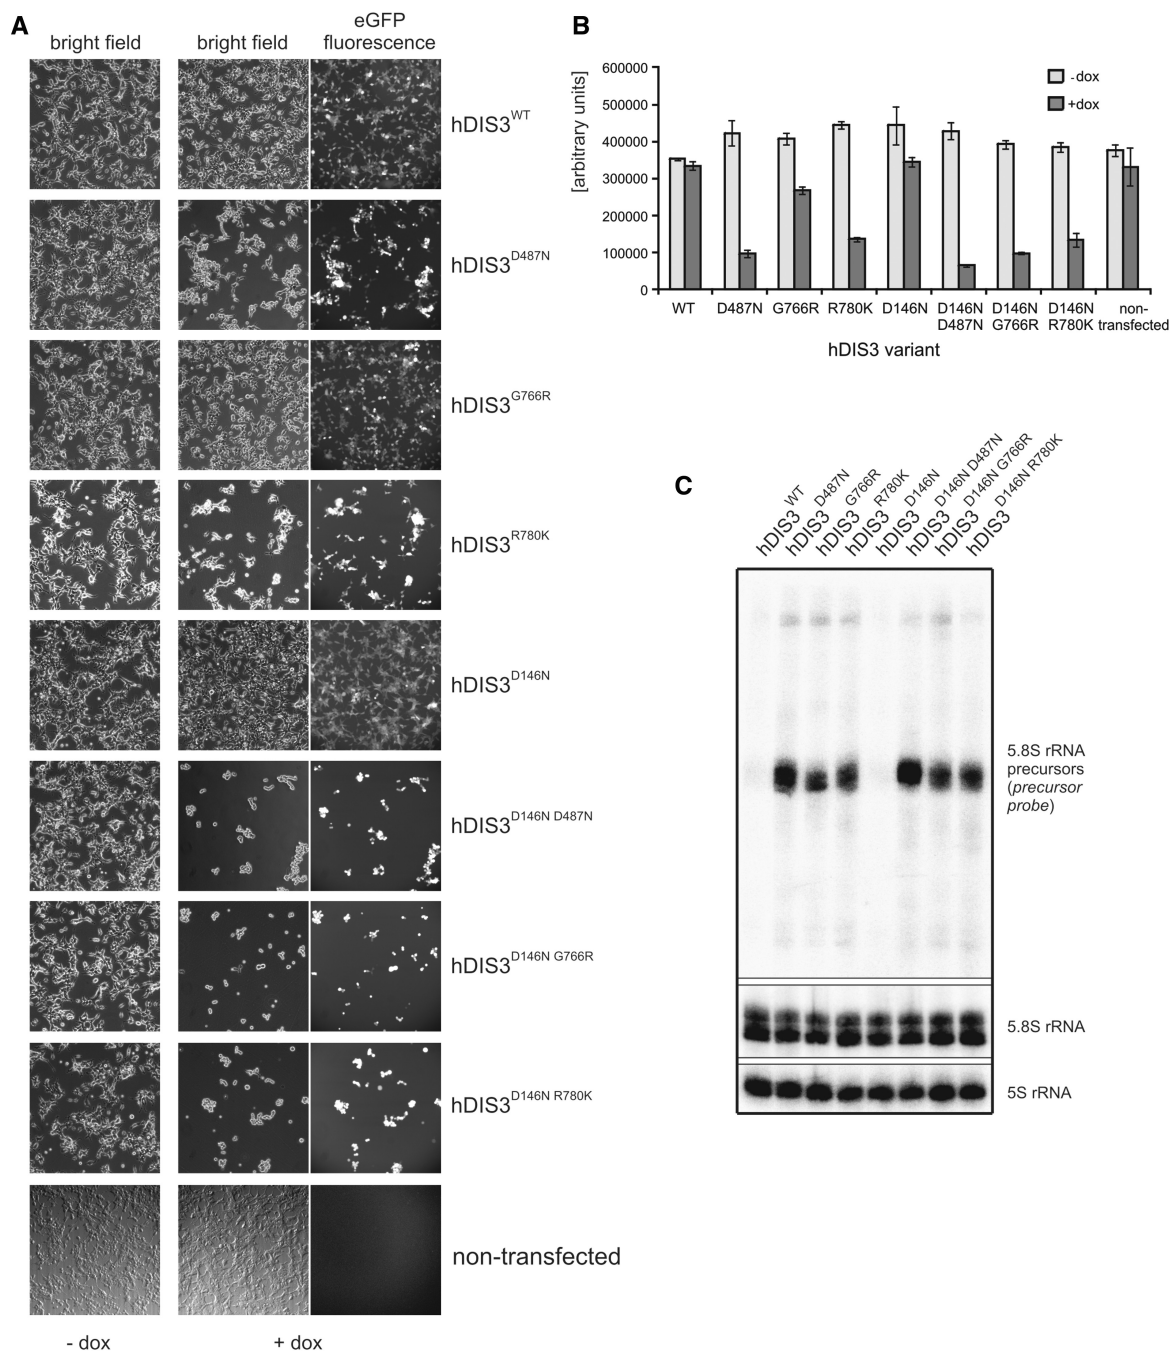 A
bright field
bright field
eGFP
fluorescence
hDIS3WT
hDIS3D487N
hDIS3G766R
hDIS3R780K
hDIS3D146N
hDIS3D146N D487N
hDIS3D146N G766R
hDIS3D146N R780K
non-transfected
- dox
+ dox
B
[arbitrary units]
600000
500000
400000
300000
200000
100000
0
-dox
+dox
WT
D487N
G766R
R780K
D146N
D146N
D487N
D146N
G766R
D146N
R780K
non-
transfected
hDIS3 variant
C
hDIS3WT
hDIS3D487N
hDIS3G766R
hDIS3R780K
hDIS3D146N
hDIS3D146N D487N
hDIS3D146N G766R
hDIS3D146N R780K
5.8S rRNA
precursors
(precursor
probe)
5.8S rRNA
5S rRNA